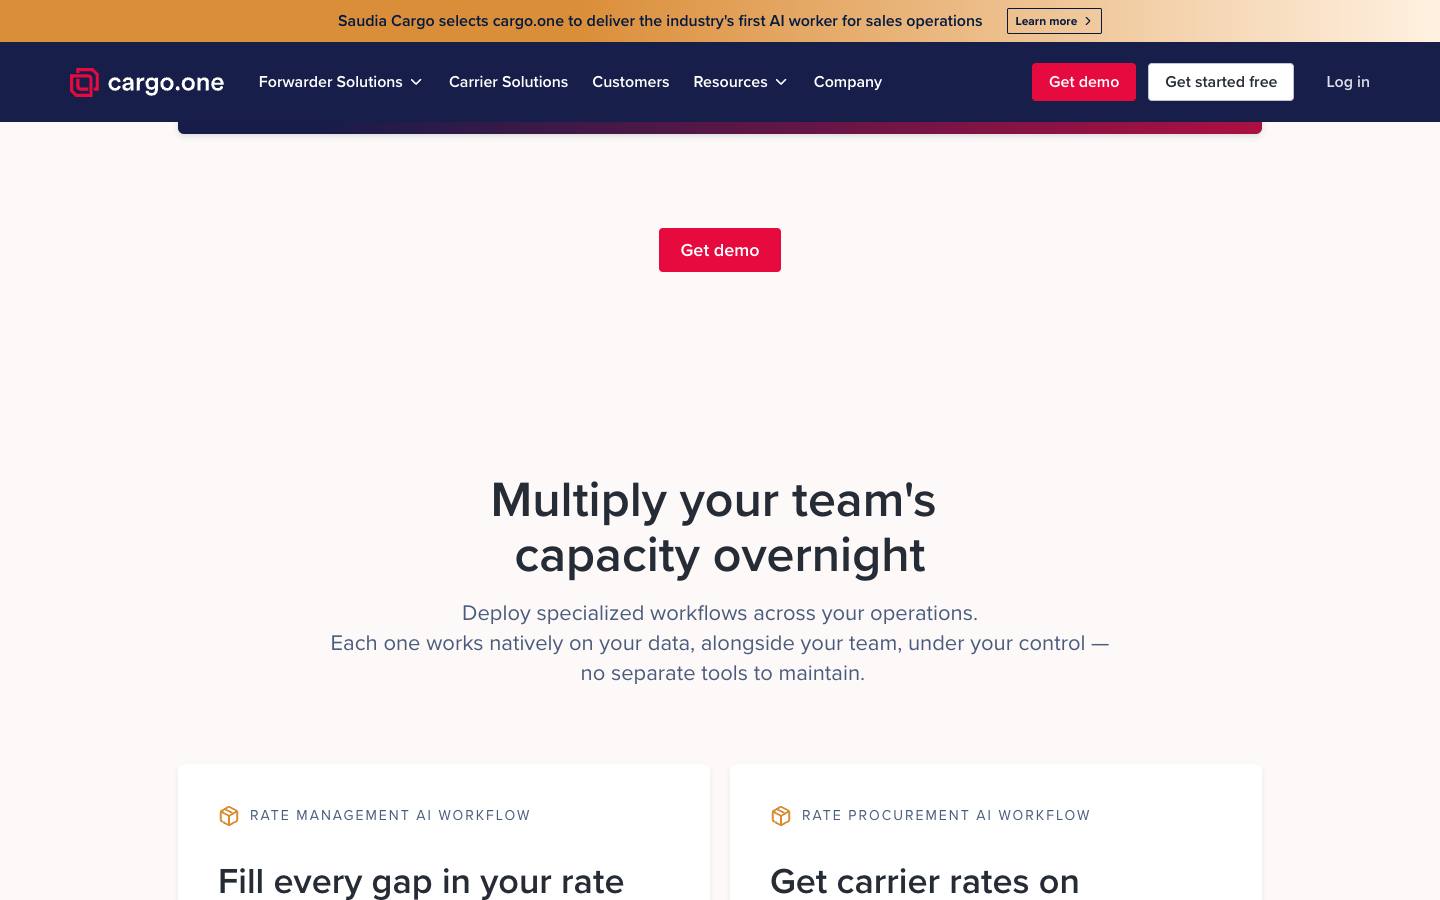 Saudia Cargo selects cargo.one to deliver the industry's first AI worker for sales operations
Learn more
cargo.one
Forwarder Solutions
Carrier Solutions
Customers
Resources
Company
Get demo
Get started free
Log in
Get demo
Multiply your team's
capacity overnight
Deploy specialized workflows across your operations.
Each one works natively on your data, alongside your team, under your control —
no separate tools to maintain.
RATE MANAGEMENT AI WORKFLOW
Fill every gap in your rate
RATE PROCUREMENT AI WORKFLOW
Get carrier rates on